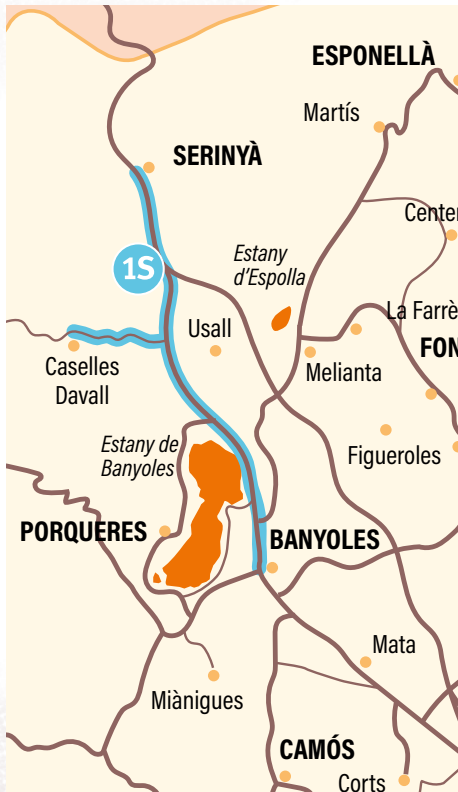 ESPONELLÀ
Martís
SERINYÀ
Center
Estany
d'Espolla
1S
La Farrè
Usall
FON
Caselles
Davall
Melianta
Estany de
Banyoles
Figueroles
PORQUERES
BANYOLES
Mata
Miànigues
CAMÓS
Corts